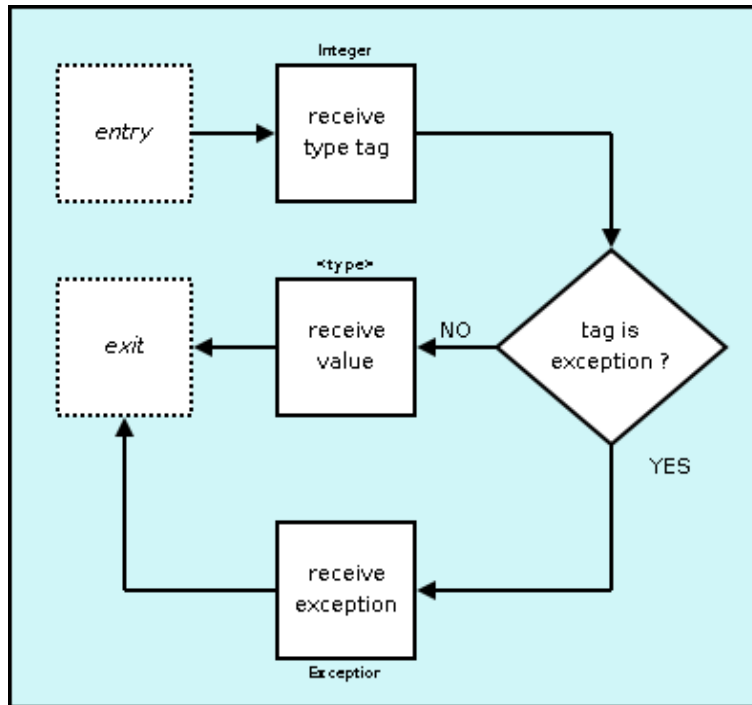 Integer
entry
receive
type tag
<type>
exit
receive
value
NO
tag is
exception ?
YES
receive
exception
Exception